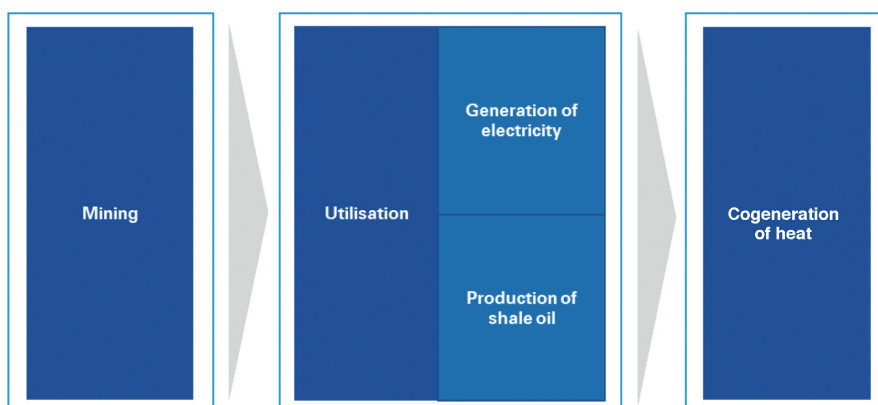 Mining
Utilisation
Generation of
electricity
Production of
shale oil
Cogeneration
of heat